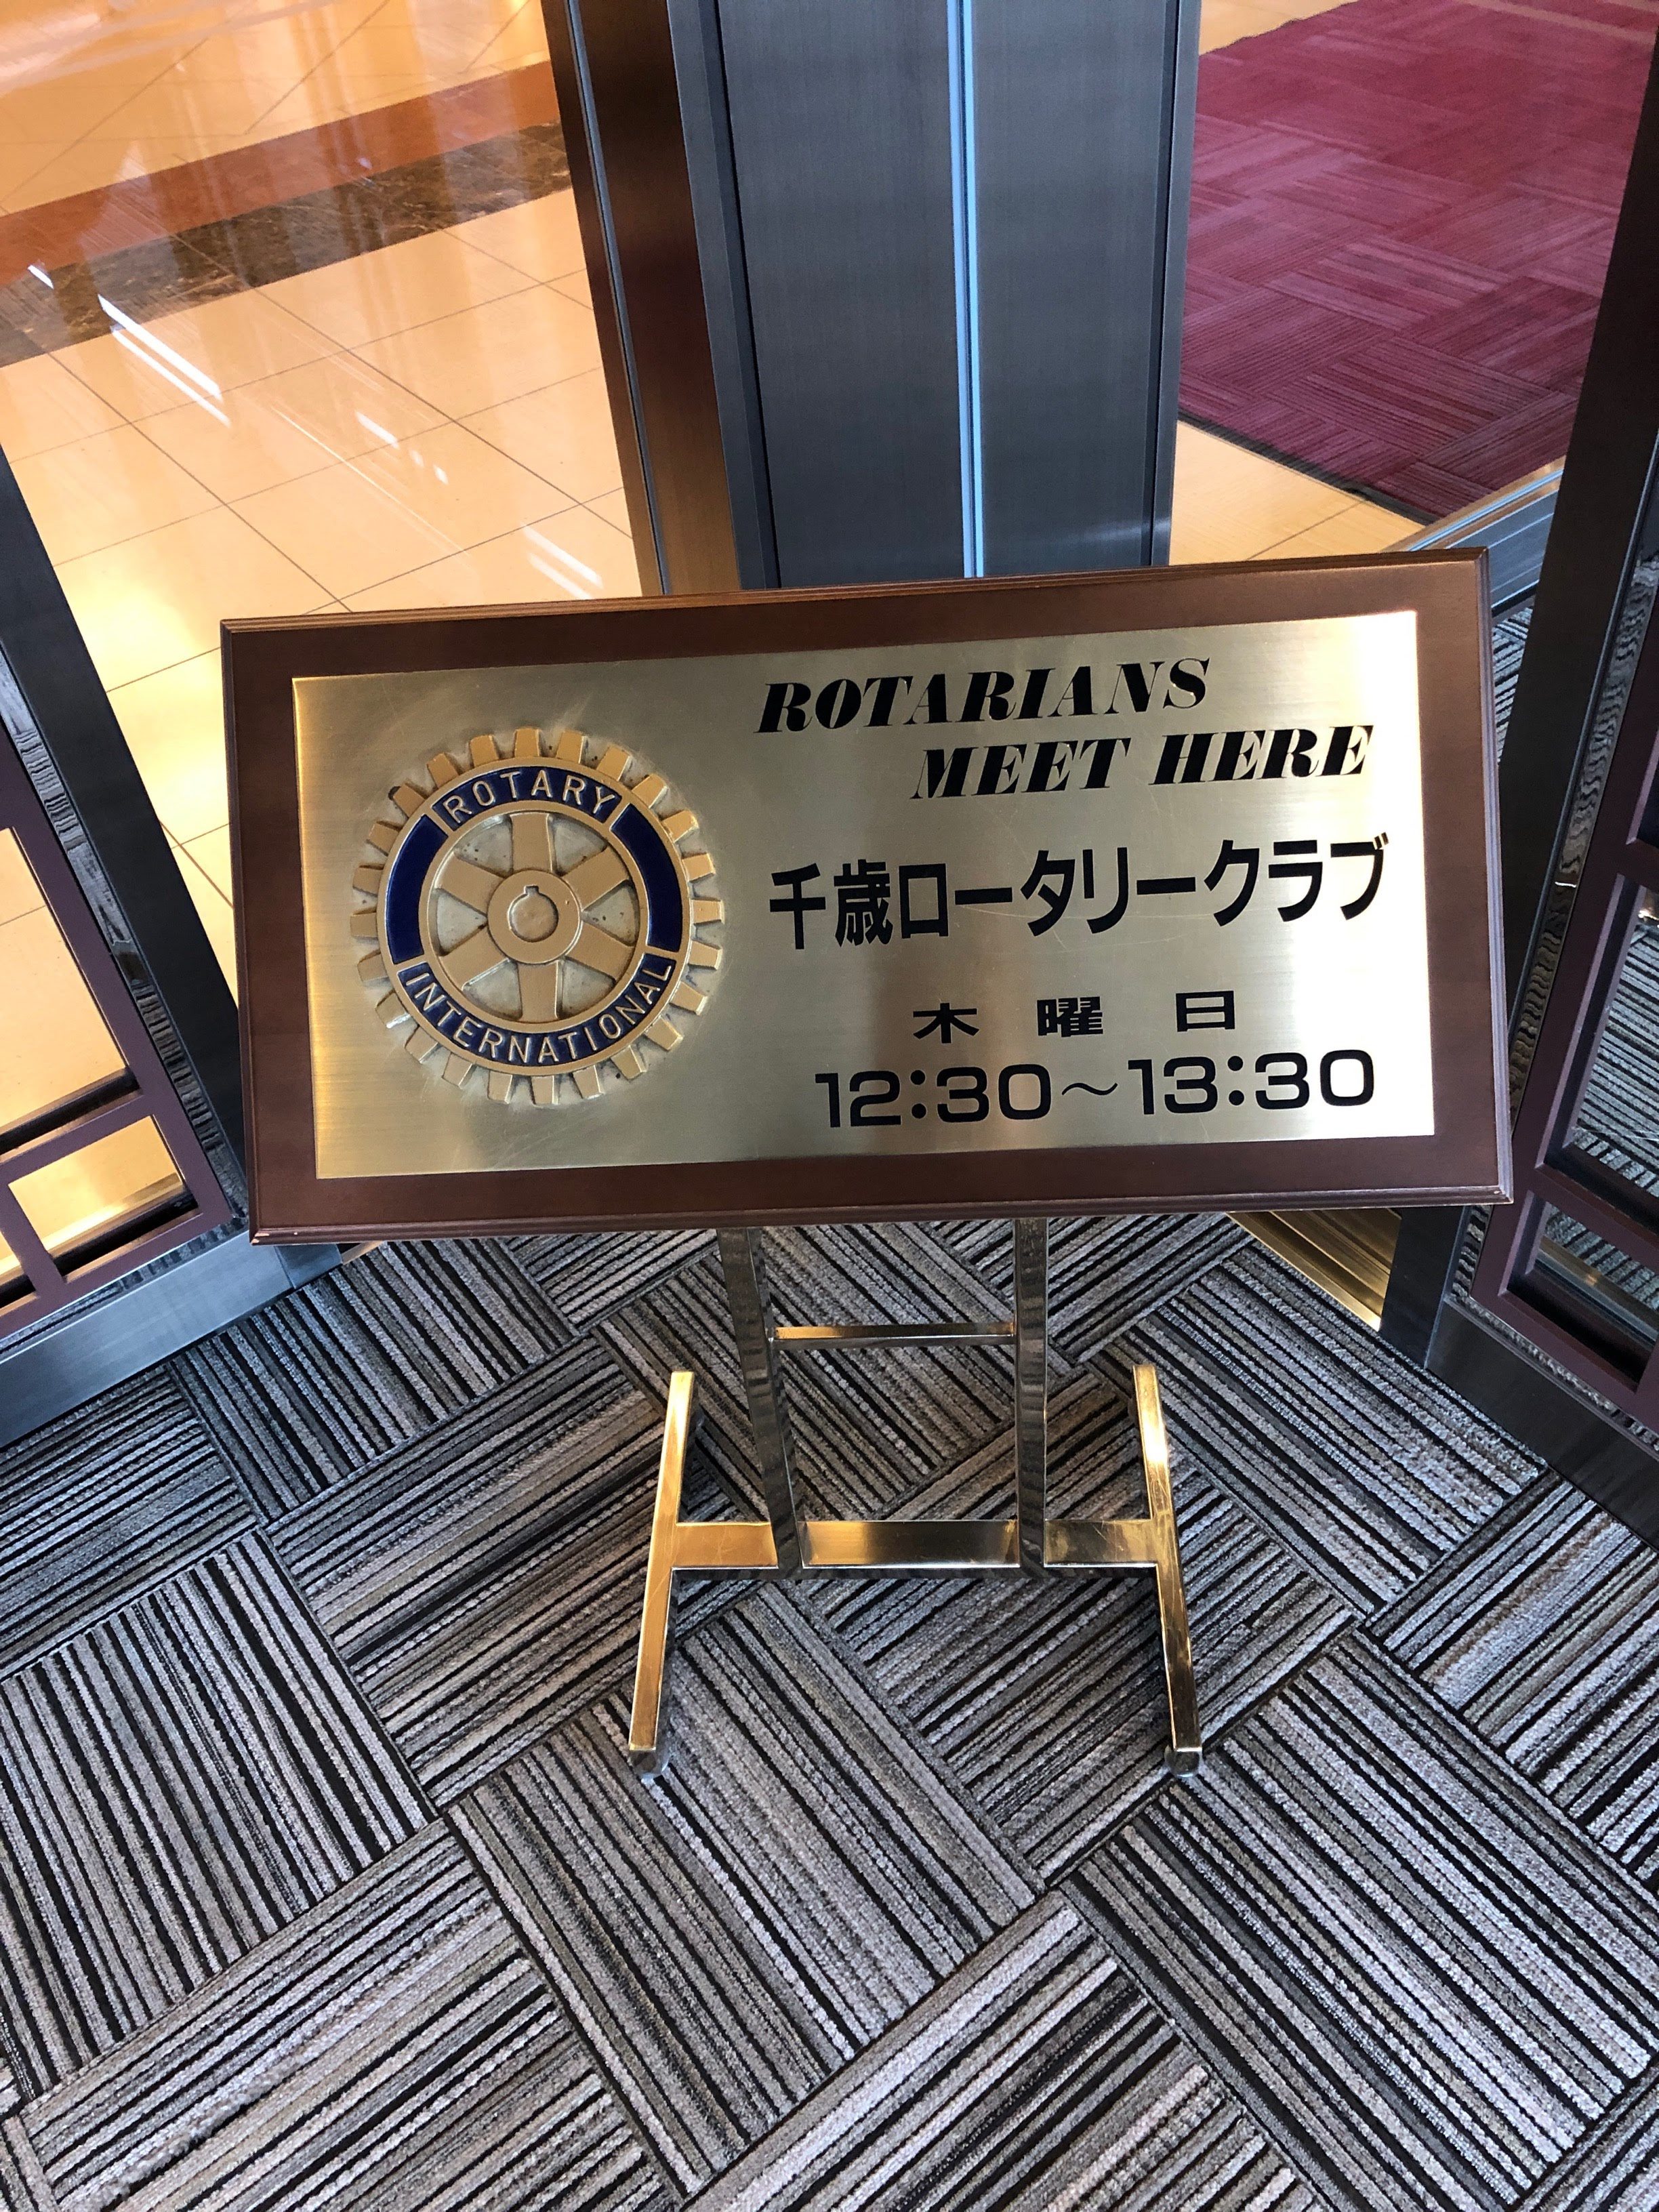 ROTARY
INTERNATIONAL
ROTARIANS
MEET HERE
千歳ロータリークラブ
木曜日
12:30〜13:30